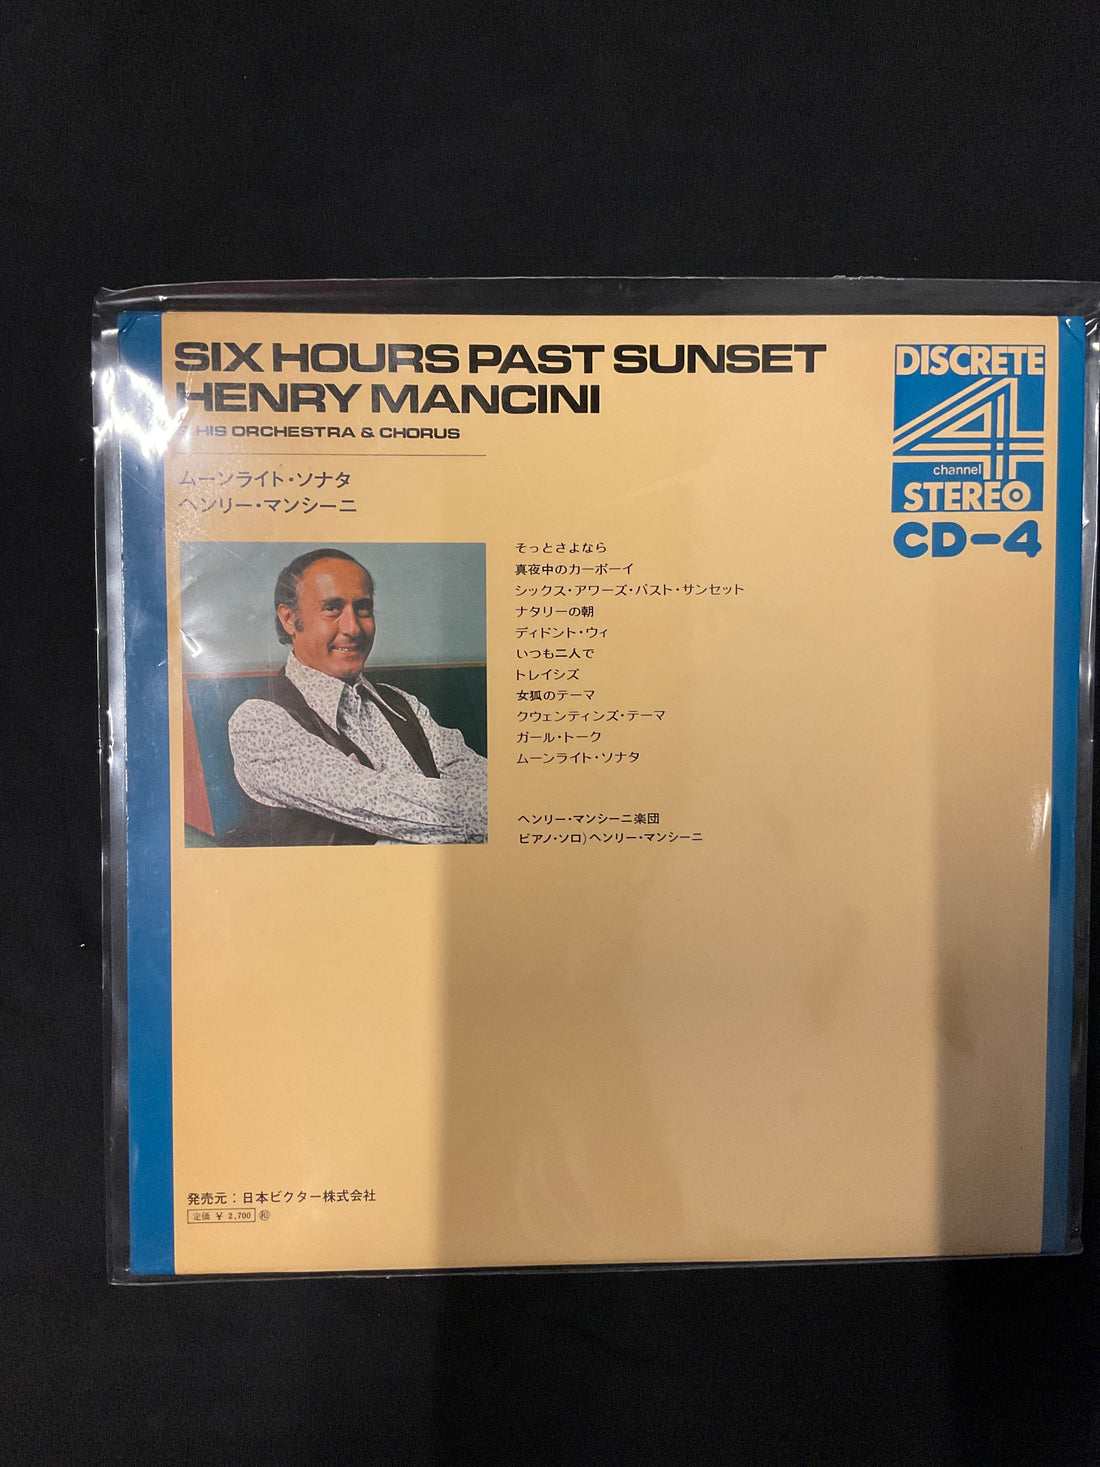 SIX HOURS PAST SUNSET
HENRY MANCINI
HIS ORCHESTRA & CHORUS
ムーンライト・ソナタ
ヘンリー・マンシーニ
DISCRETE
4
channel
STEREO
CD-4
そっとさよなら
真夜中のカーボーイ
シックス・アワーズ・パスト・サンセット
ナタリーの朝
ディドント・ウィ
いつも二人で
トレイシズ
女狐のテーマ
クウェンティンズ・テーマ
ガール・トーク
ムーンライト・ソナタ
ヘンリー・マンシーニ楽団
ピアノ・ソロ)ヘンリー・マンシーニ
発売元:日本ビクター株式会社
定価 ¥ 2,700